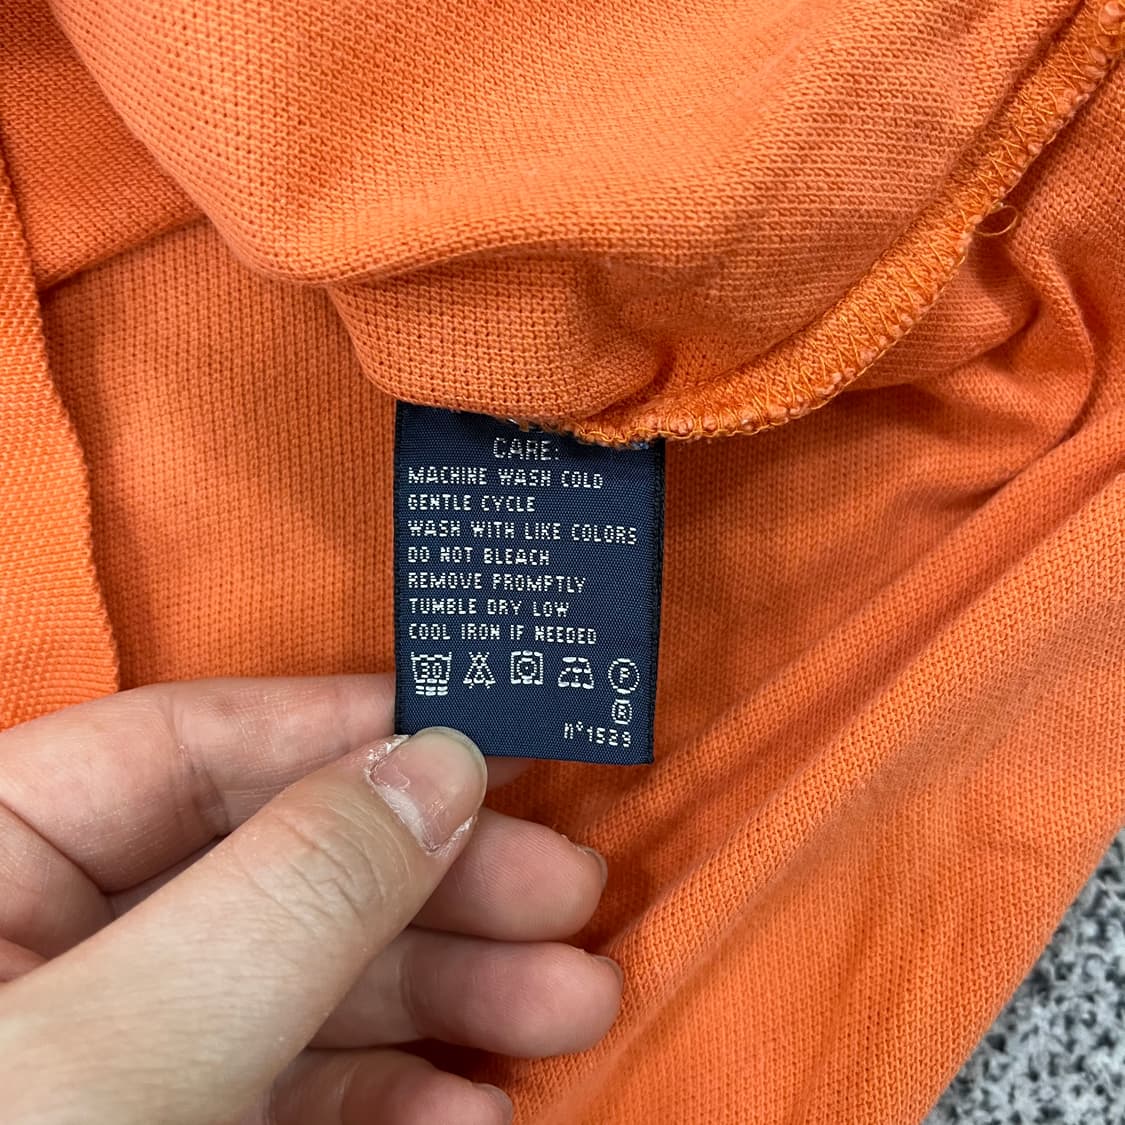 CARE:
MACHINE WASH COLD
GENTLE CYCLE
WASH WITH LIKE COLORS
DO NOT BLEACH
REMOVE PROMPTLY
TUMBLE DRY LOW
COOL IRON IF NEEDED
30 P
R
n°1529